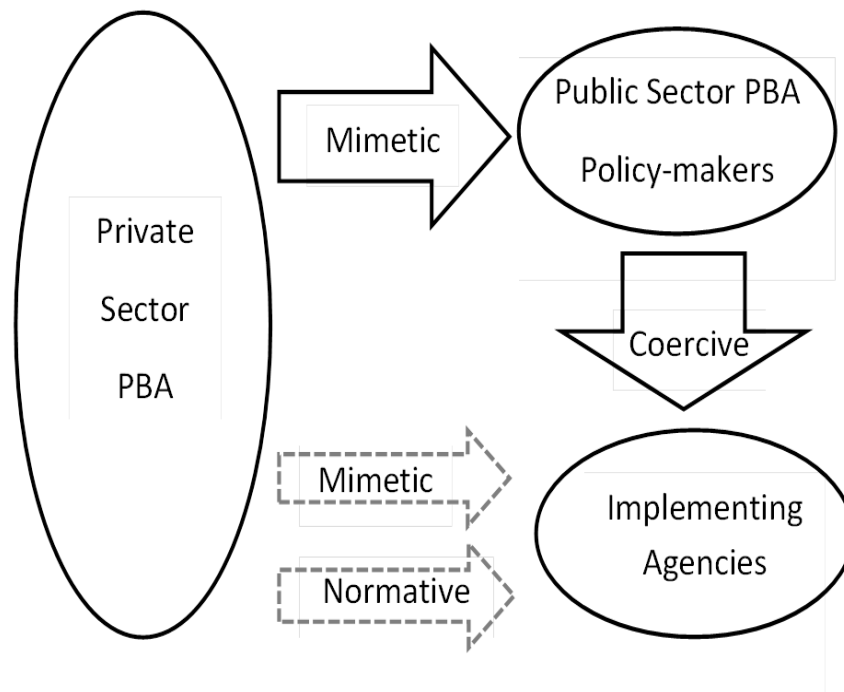 Private
Sector
PBA
Mimetic
Public Sector PBA
Policy-makers
Coercive
Mimetic
Normative
Implementing
Agencies